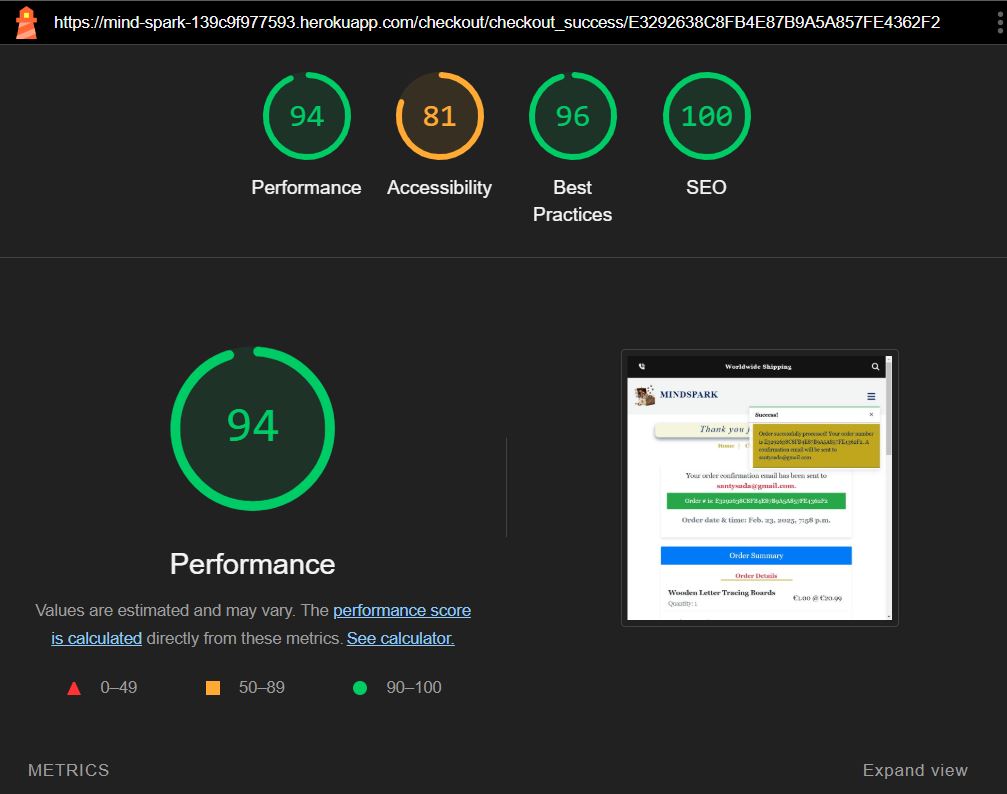 https://mind-spark-139c9f977593.herokuapp.com/checkout/checkout_success/E3292638C8FB4E87B9A5A857FE4362F2
94
81
96
100
Performance
Accessibility
Best
Practices
SEO
94
Performance
Values are estimated and may vary. The performance score
is calculated directly from these metrics. See calculator.
0–49
50–89
90–100
Worldwide Shipping
MINDSPARK
Success!
×
Thank you
Order successfully processed! Your order number
is E3292638C8FB4E87B9A5A857FE4362F2. A
confirmation email will be sent to
santysada@gmail.com
Home |
Your order confirmation email has been sent to
santysada@gmail.com.
Order # is: E3292638C8FB4E87B9A5A857FE4362F2
Order date & time: Feb. 23, 2025, 7:58 p.m.
Order Summary
Order Details
Wooden Letter Tracing Boards
Quantity: 1
€1.00 @ €20.99
METRICS
Expand view